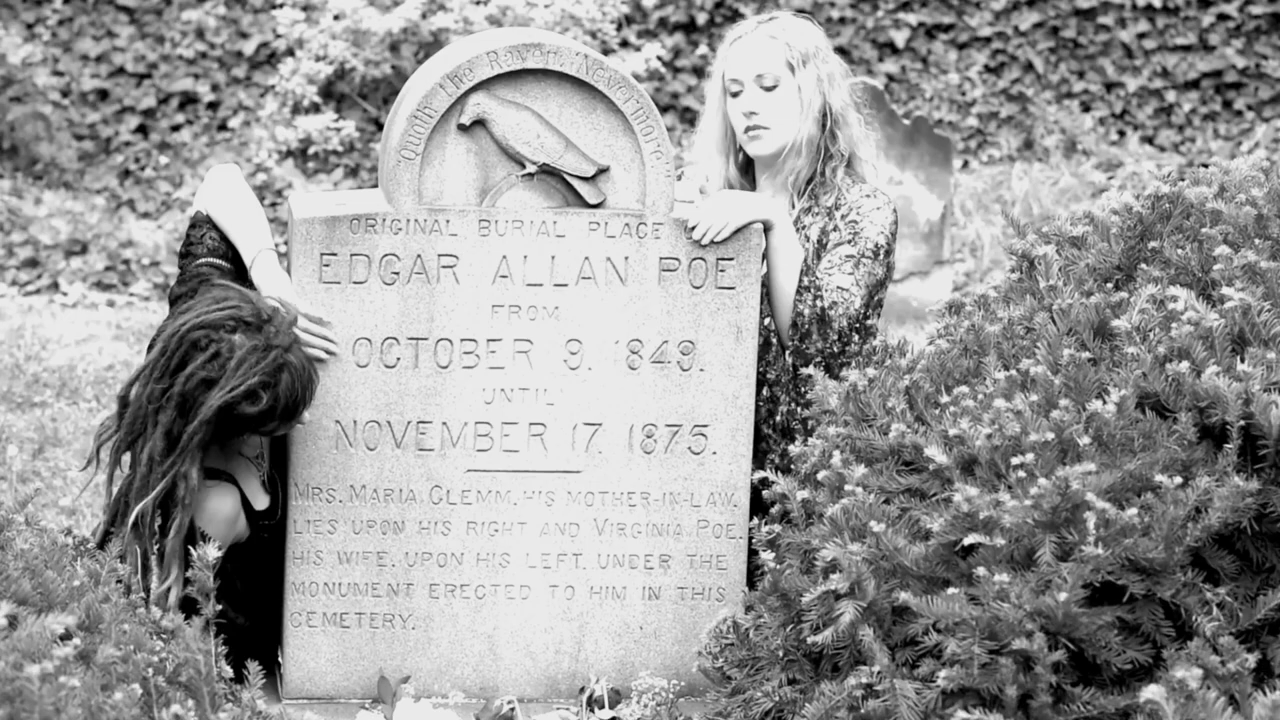 "Quoth the Raven, Nevermore"
ORIGINAL BURIAL PLACE
EDGAR ALLAN POE
FROM
OCTOBER 9. 1849.
UNTIL
NOVEMBER 17. 1875.
MRS. MARIA CLEMM, HIS MOTHER-IN-LAW,
LIES UPON HIS RIGHT AND VIRGINIA POE,
HIS WIFE, UPON HIS LEFT, UNDER THE
MONUMENT ERECTED TO HIM IN THIS
CEMETERY.